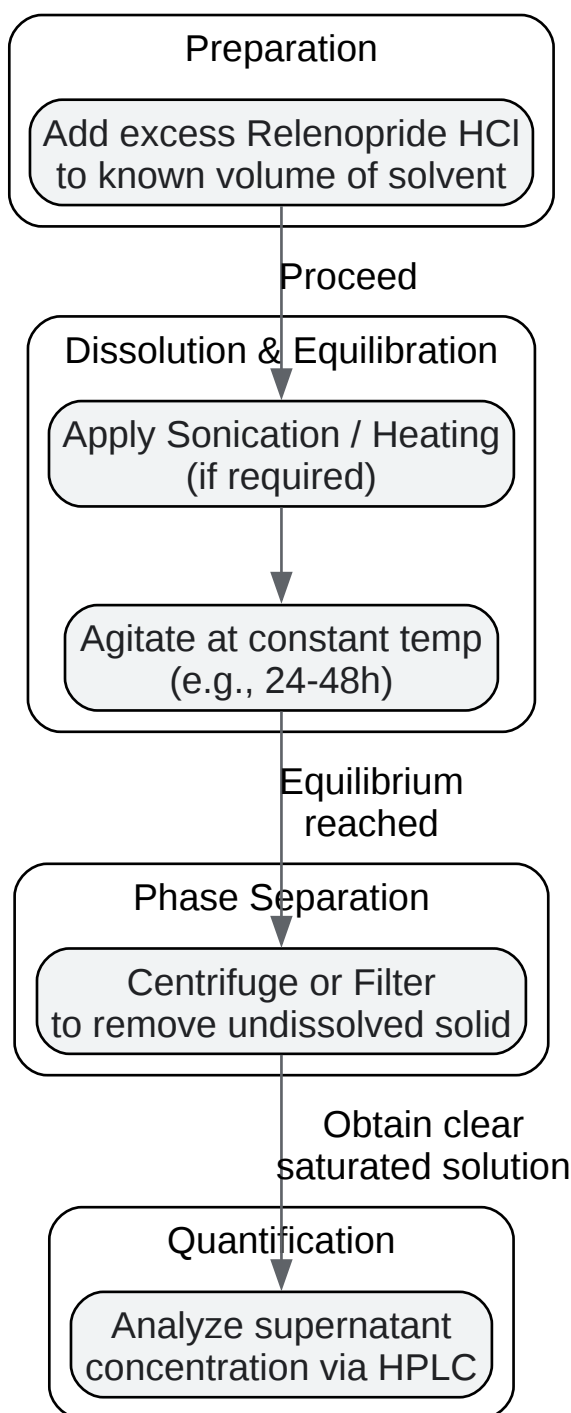 Preparation
Add excess Relenopride HCl
to known volume of solvent
Proceed
Dissolution & Equilibration
Apply Sonication / Heating
(if required)
Agitate at constant temp
(e.g., 24-48h)
Equilibrium
reached
Phase Separation
Centrifuge or Filter
to remove undissolved solid
Obtain clear
saturated solution
Quantification
Analyze supernatant
concentration via HPLC